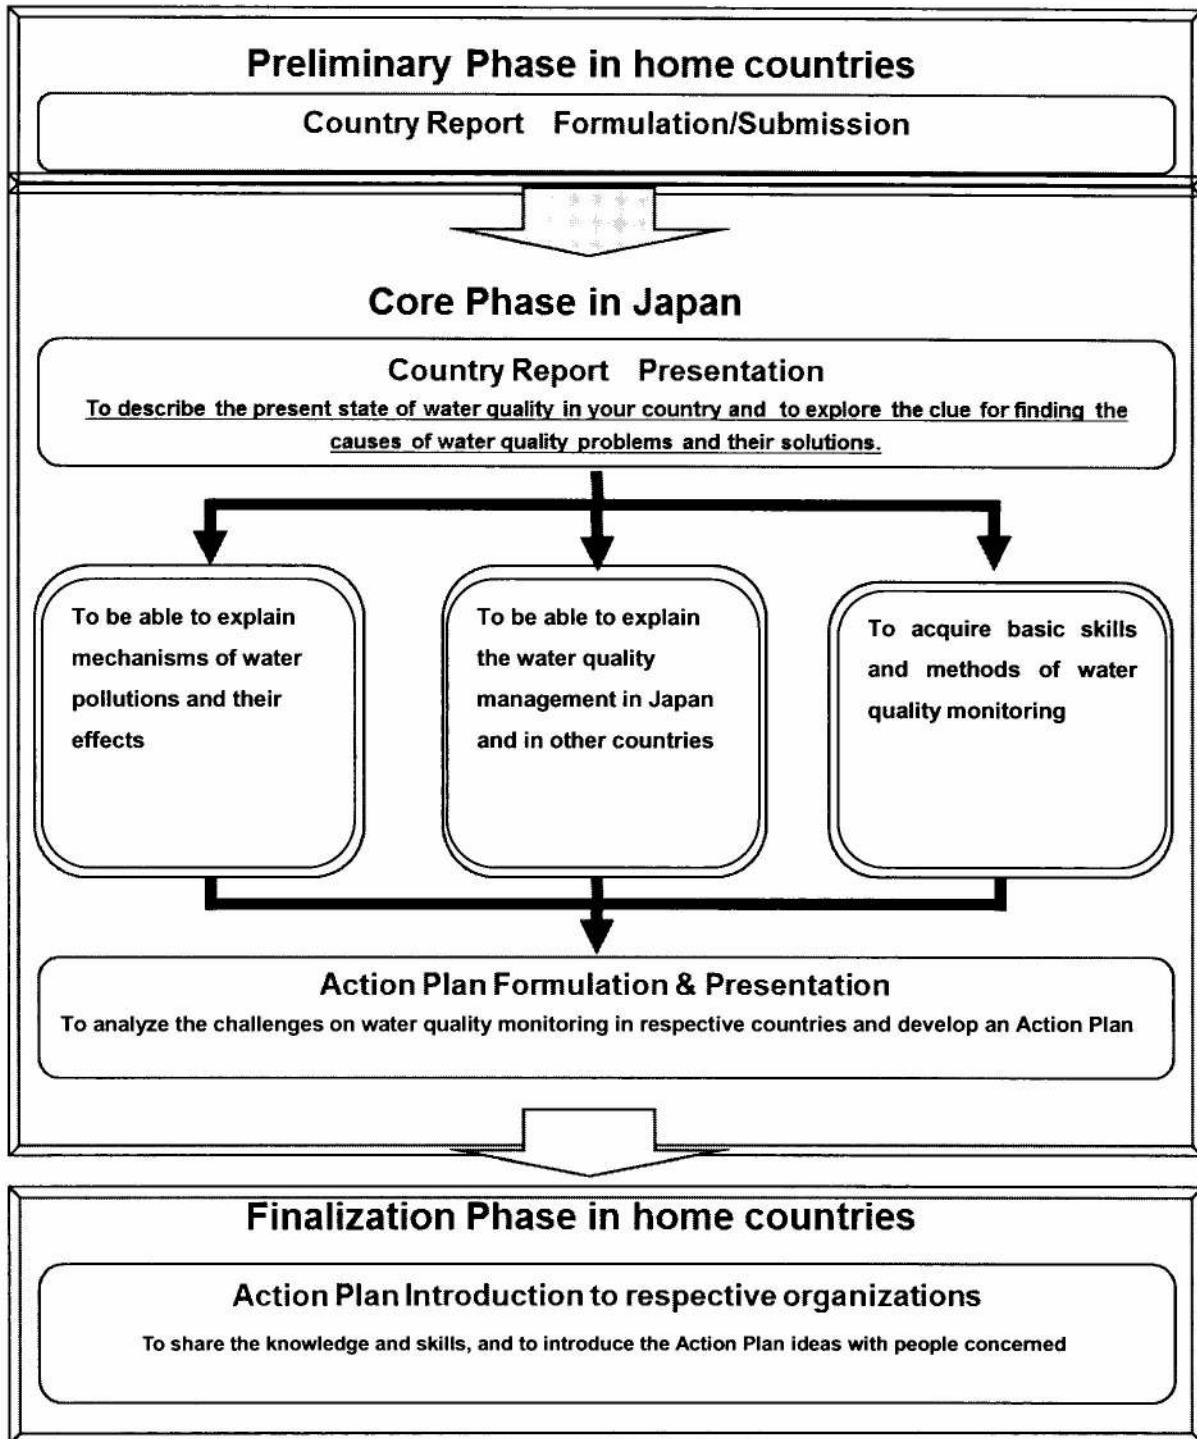 Preliminary Phase in home countries
Country Report Formulation/Submission
Core Phase in Japan
Country Report Presentation
To describe the present state of water quality in your country and to explore the clue for finding the
causes of water quality problems and their solutions.
To be able to explain
mechanisms of water
pollutions and their
effects
To be able to explain
the water quality
management in Japan
and in other countries
To acquire basic skills
and methods of water
quality monitoring
Action Plan Formulation & Presentation
To analyze the challenges on water quality monitoring in respective countries and develop an Action Plan
Finalization Phase in home countries
Action Plan Introduction to respective organizations
To share the knowledge and skills, and to introduce the Action Plan ideas with people concerned